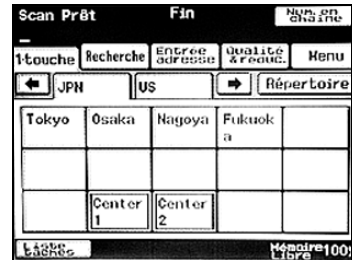 Scan Prêt Fin Num.en chaîne
1-touche Recherche Entrée adresse Qualité &réduc. Menu
JPN US Répertoire
Tokyo Osaka Nagoya Fukuok
a
Center Center
1 2
Liste tâches Mémoire Libre 100%